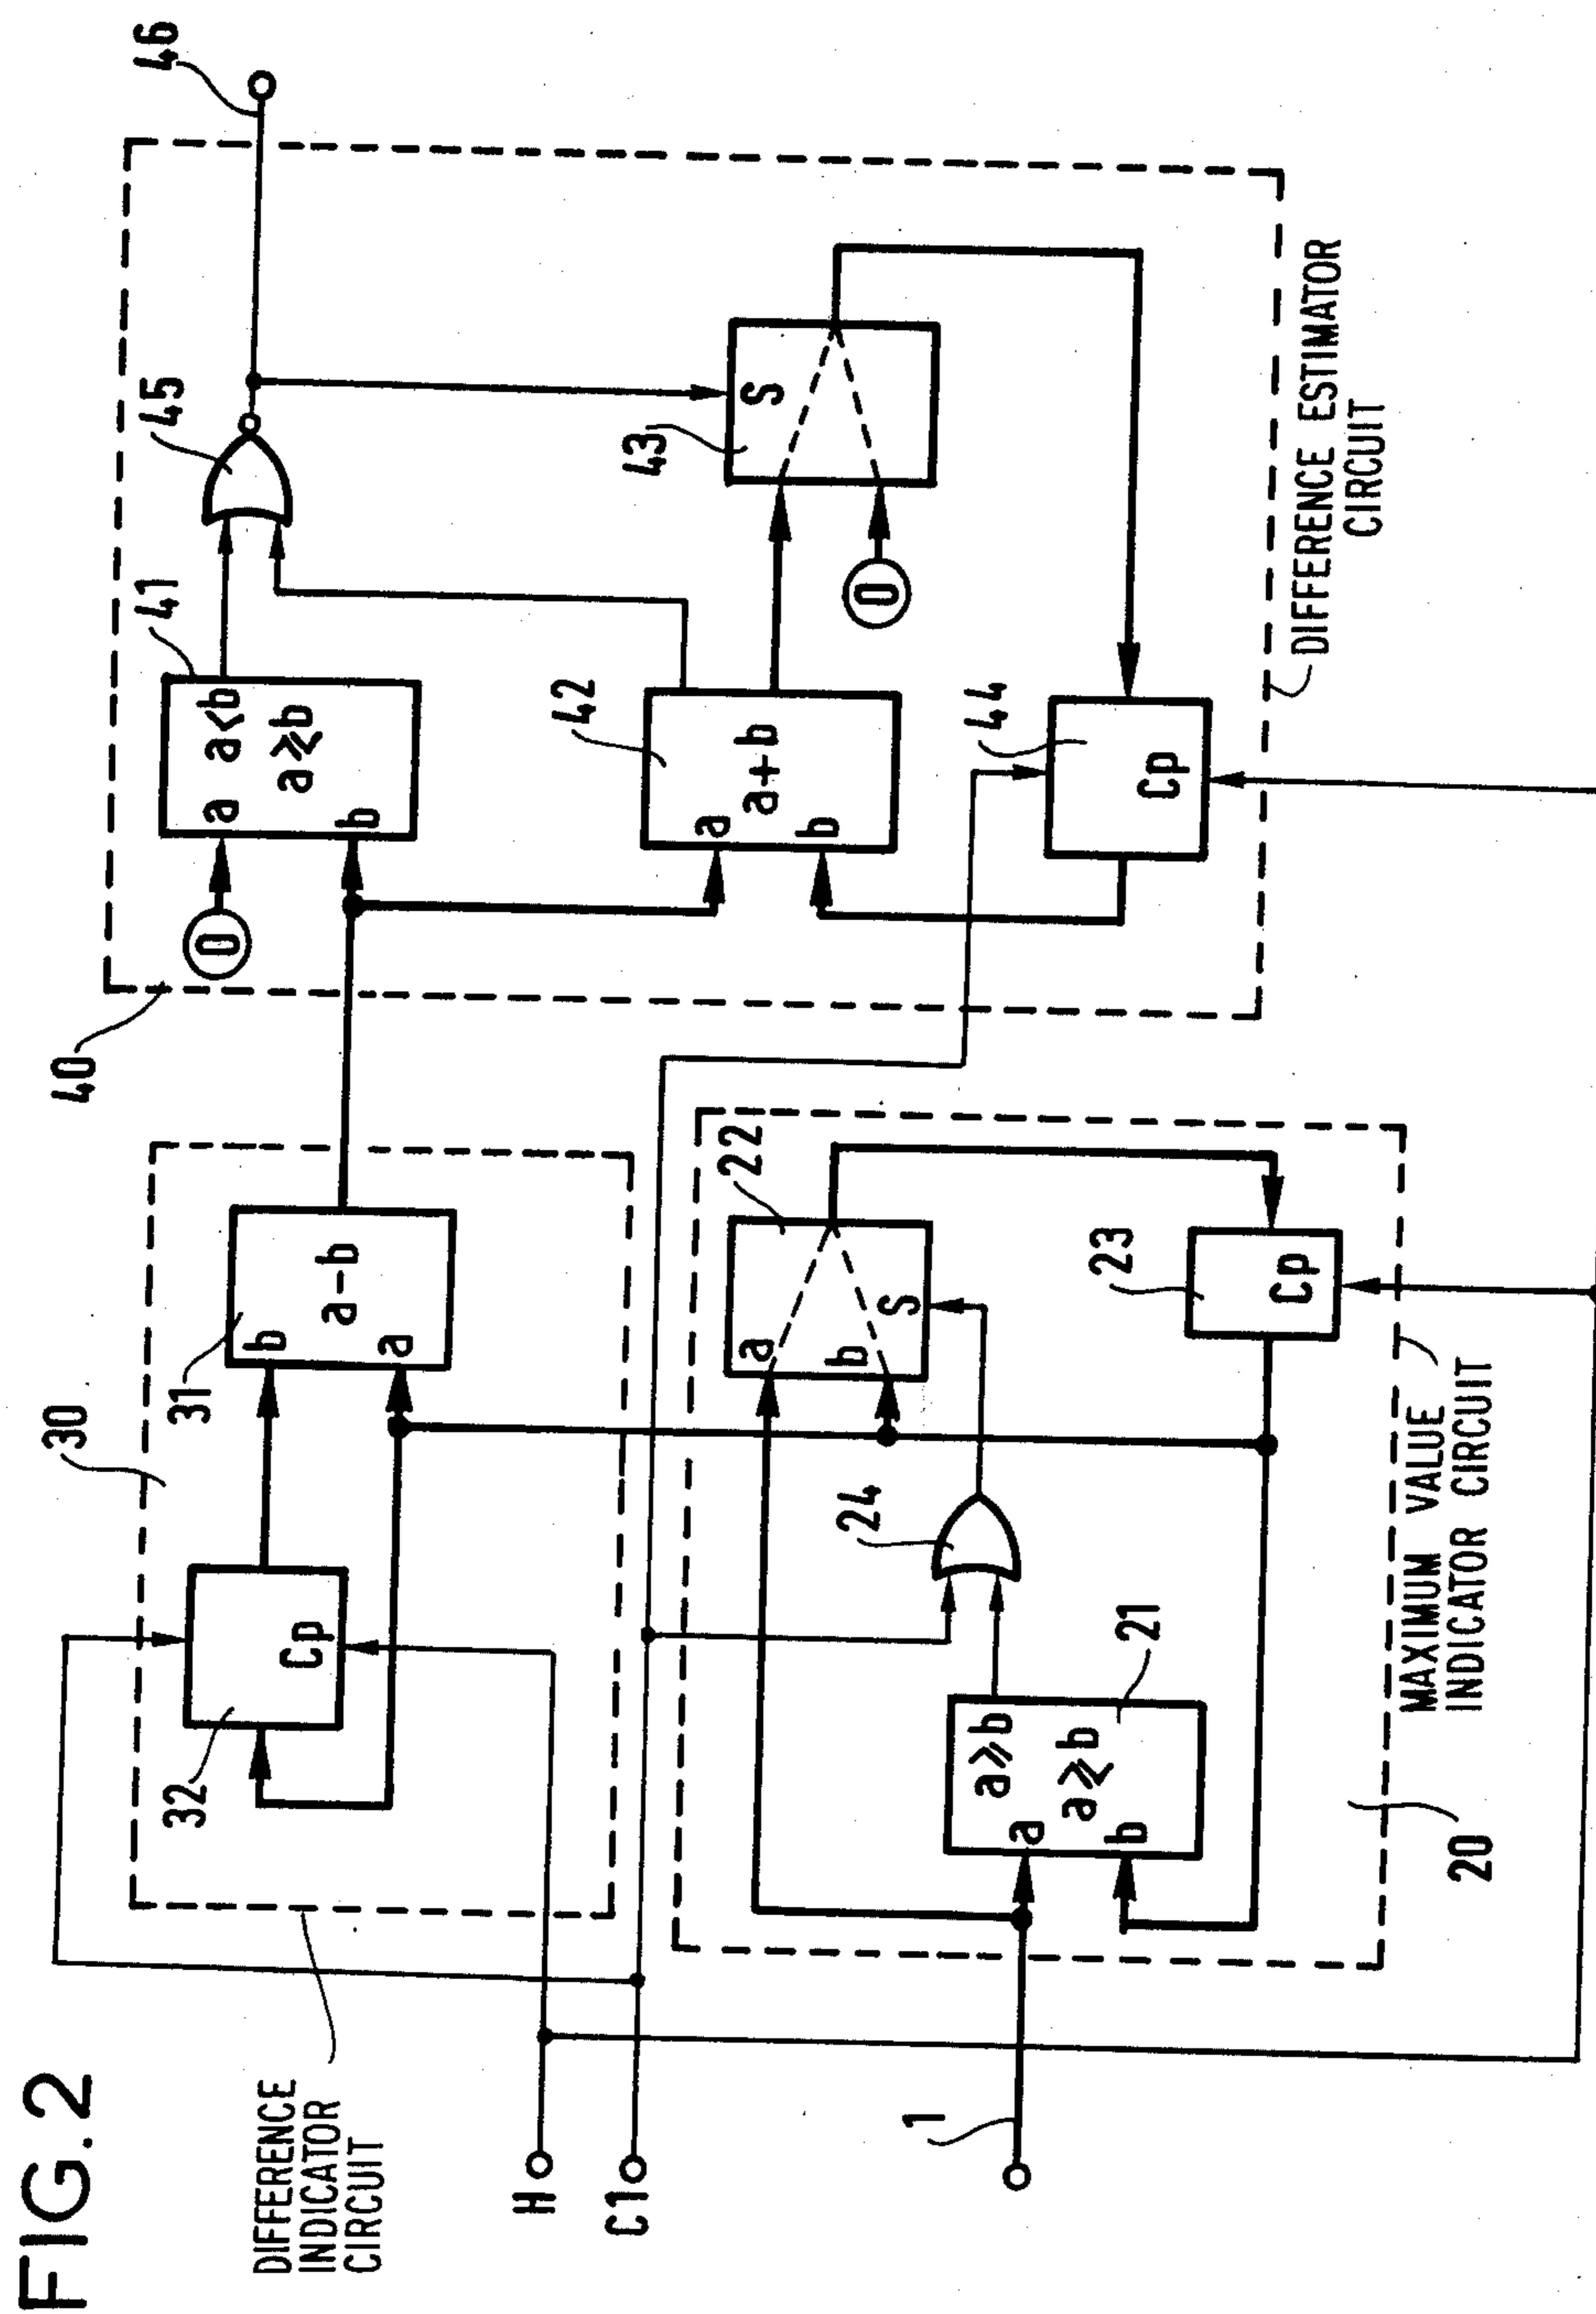 FIG. 2
DIFFERENCE
INDICATOR
CIRCUIT
30
32
Cp
31
b
a
a-b
40
0
41
a
a<b
a≷b
b
45
46
42
a
a+b
b
43
S
0
44
Cp
DIFFERENCE ESTIMATOR
CIRCUIT
H
C1
1
22
a
b
S
24
23
Cp
21
a≥b
a
a≷b
b
MAXIMUM VALUE
INDICATOR CIRCUIT
20